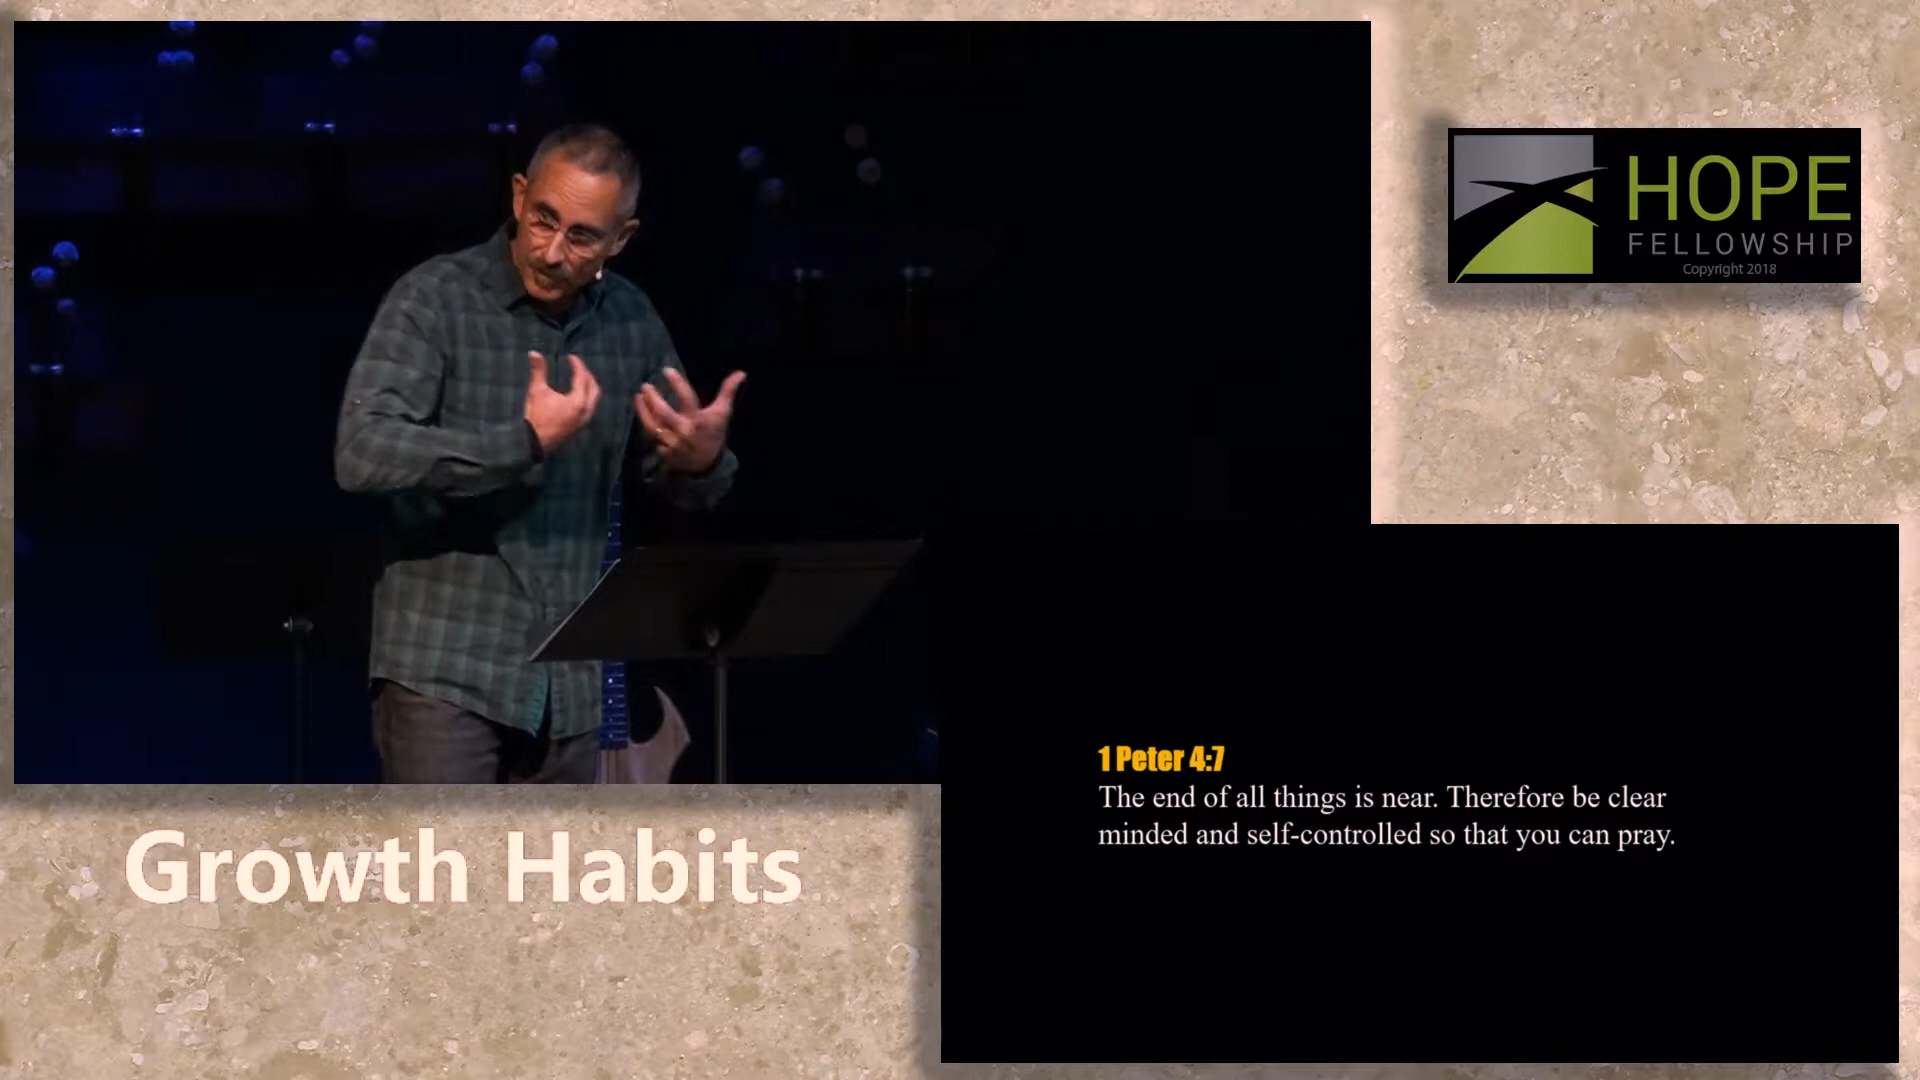 HOPE
FELLOWSHIP
Copyright 2018
1 Peter 4:7
The end of all things is near. Therefore be clear
minded and self-controlled so that you can pray.
Growth Habits